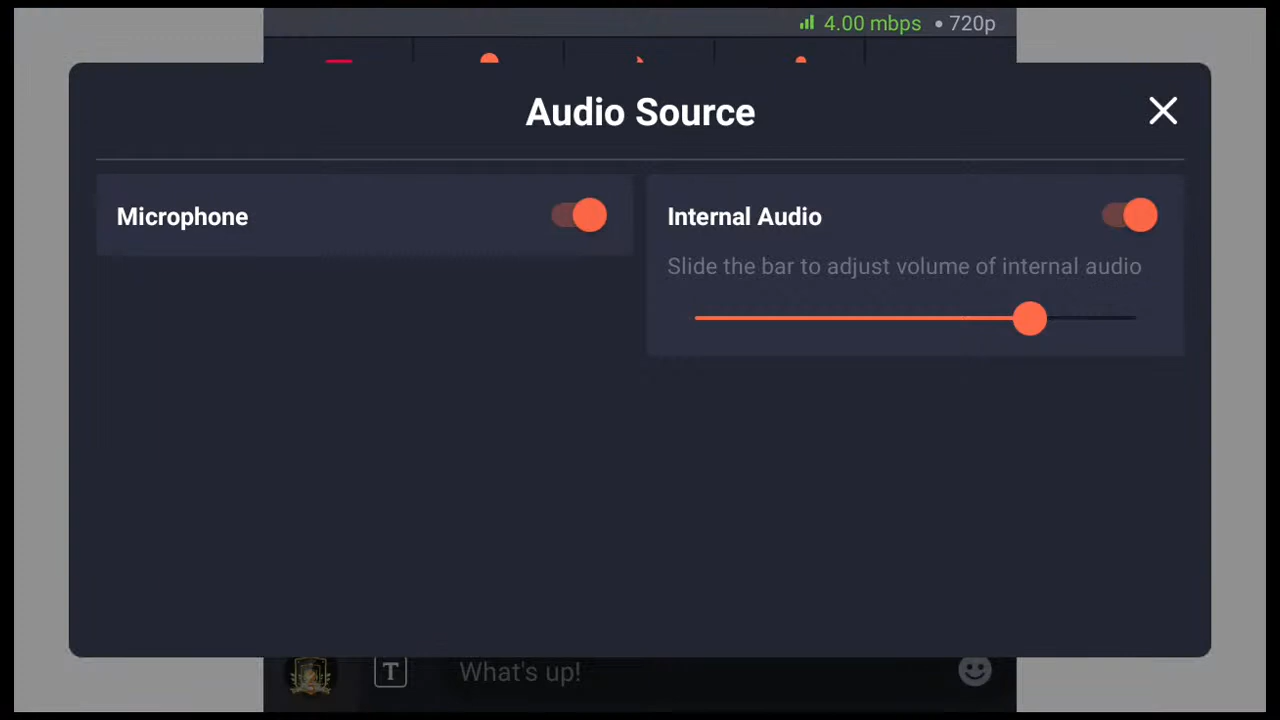 4.00 mbps • 720p
Audio Source
Microphone
Internal Audio
Slide the bar to adjust volume of internal audio
T
What's up!